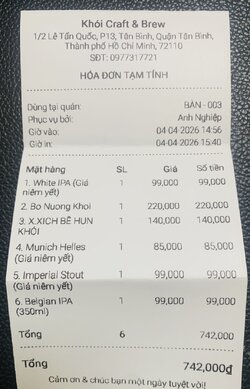 Khói Craft & Brew
1/2 Lê Tấn Quốc, P13, Tân Bình, Quận Tân Bình,
Thành phố Hồ Chí Minh, 72110
SĐT: 0977317721
HÓA ĐƠN TẠM TÍNH
Dùng tại quán: BÀN - 003
Phục vụ bởi: Anh Nghiệp
Giờ vào: 04-04-2026 14:56
Giờ in: 04-04-2026 15:40
Mặt hàng SL Giá Số tiền
1. White IPA (Giá niêm yết) 1 99,000 99,000
2. Bo Nuong Khoi 1 220,000 220,000
3. X.XICH BÊ HUN KHÓI 1 140,000 140,000
4. Munich Helles (Giá niêm yết) 1 85,000 85,000
5. Imperial Stout (Giá niêm yết) 1 99,000 99,000
6. Belgian IPA (350ml) 1 99,000 99,000
Tổng 6 742,000
Tổng 742,000₫
Cảm ơn & chúc bạn một ngày tuyệt vời!